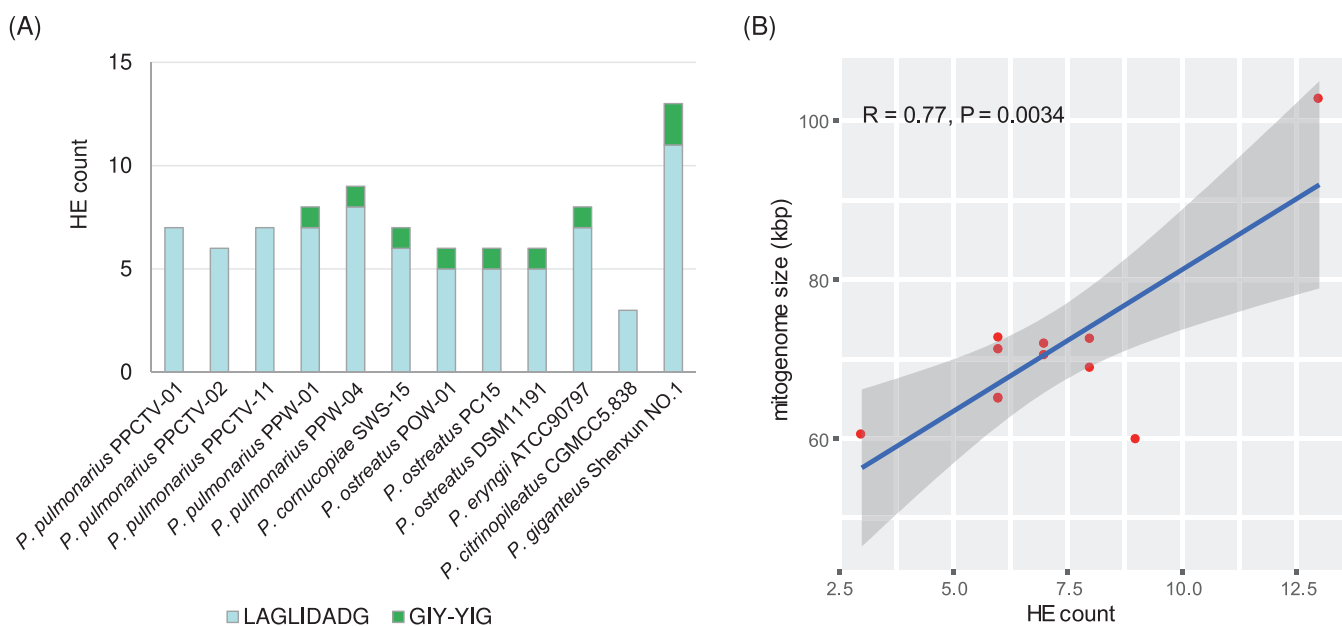 (A)
HE count
15
10
5
0
P. pulmonarius PPCTV-01
P. pulmonarius PPCTV-02
P. pulmonarius PPCTV-11
P. pulmonarius PPW-01
P. pulmonarius PPW-04
P. cornucopiae SWS-15
P. ostreatus POW-01
P. ostreatus PC15
P. ostreatus DSM11191
P. eryngii ATCC90797
P. citrinopileatus CGMCC5.838
P. giganteus Shenxun NO.1
LAGLIDADG
GIY-YIG
(B)
R = 0.77, P = 0.0034
mitogenome size (kbp)
100
80
60
2.5
5.0
7.5
10.0
12.5
HE count